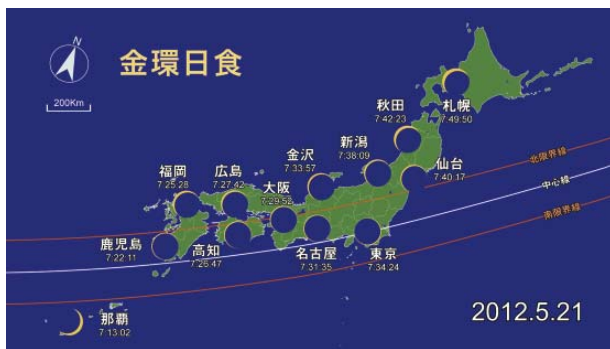 N
金環日食
200Km
札幌
7:49:50
秋田
7:42:23
新潟
7:38:09
仙台
7:40:17
金沢
7:33:57
福岡
7:25:28
広島
7:27:42
大阪
7:29:52
北限界線
中心線
南限界線
鹿児島
7:22:11
高知
7:26:47
名古屋
7:31:35
東京
7:34:24
那覇
7:13:02
2012.5.21